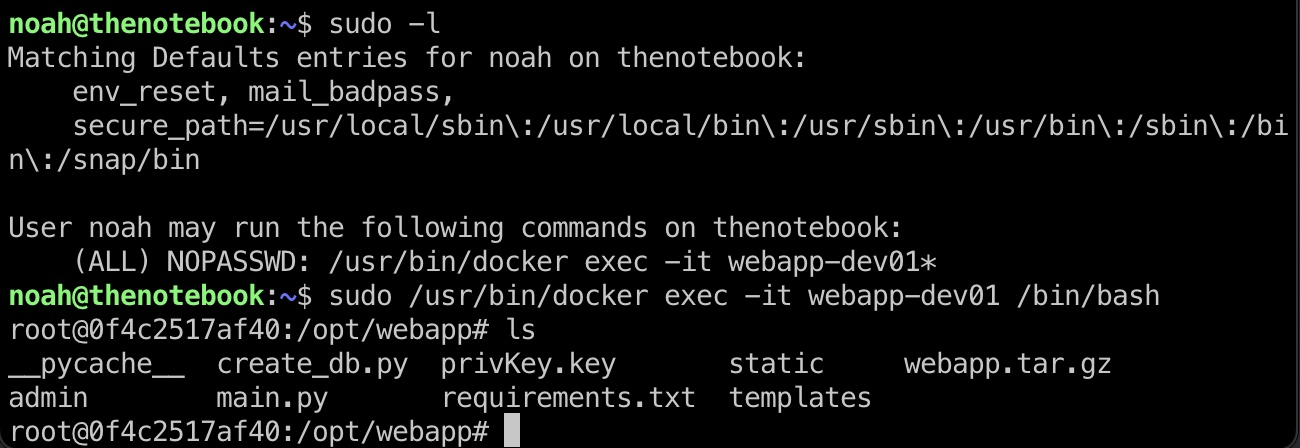 noah@thenotebook:~$ sudo -l
Matching Defaults entries for noah on thenotebook:
    env_reset, mail_badpass,
    secure_path=/usr/local/sbin\:/usr/local/bin\:/usr/sbin\:/usr/bin\:/sbin\:/bi
n\:/snap/bin

User noah may run the following commands on thenotebook:
    (ALL) NOPASSWD: /usr/bin/docker exec -it webapp-dev01*
noah@thenotebook:~$ sudo /usr/bin/docker exec -it webapp-dev01 /bin/bash
root@0f4c2517af40:/opt/webapp# ls
__pycache__  create_db.py  privKey.key       static     webapp.tar.gz
admin        main.py       requirements.txt  templates
root@0f4c2517af40:/opt/webapp#